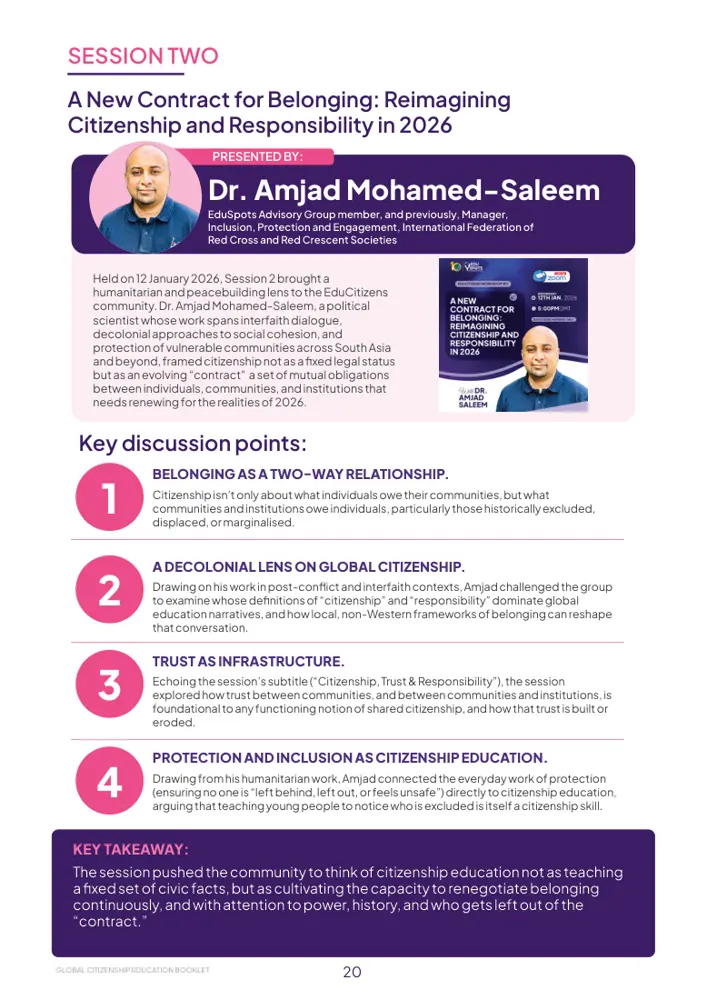 SESSION TWO
A New Contract for Belonging: Reimagining
Citizenship and Responsibility in 2026
PRESENTED BY:
Dr. Amjad Mohamed-Saleem
EduSpots Advisory Group member, and previously, Manager,
Inclusion, Protection and Engagement, International Federation of
Red Cross and Red Crescent Societies
Held on 12 January 2026, Session 2 brought a
humanitarian and peacebuilding lens to the EduCitizens
community. Dr. Amjad Mohamed-Saleem, a political
scientist whose work spans interfaith dialogue,
decolonial approaches to social cohesion, and
protection of vulnerable communities across South Asia
and beyond, framed citizenship not as a fixed legal status
but as an evolving “contract” a set of mutual obligations
between individuals, communities, and institutions that
needs renewing for the realities of 2026.
zoom
A NEW
CONTRACT FOR
BELONGING:
REIMAGINING
CITIZENSHIP AND
RESPONSIBILITY
IN 2026
12TH JAN, 2026
5:00PM GMT
With DR.
AMJAD
SALEEM
Key discussion points:
1
BELONGING AS A TWO-WAY RELATIONSHIP.
Citizenship isn’t only about what individuals owe their communities, but what
communities and institutions owe individuals, particularly those historically excluded,
displaced, or marginalised.
2
A DECOLONIAL LENS ON GLOBAL CITIZENSHIP.
Drawing on his work in post-conflict and interfaith contexts, Amjad challenged the group
to examine whose definitions of “citizenship” and “responsibility” dominate global
education narratives, and how local, non-Western frameworks of belonging can reshape
that conversation.
3
TRUST AS INFRASTRUCTURE.
Echoing the session’s subtitle (“Citizenship, Trust & Responsibility”), the session
explored how trust between communities, and between communities and institutions, is
foundational to any functioning notion of shared citizenship, and how that trust is built or
eroded.
4
PROTECTION AND INCLUSION AS CITIZENSHIP EDUCATION.
Drawing from his humanitarian work, Amjad connected the everyday work of protection
(ensuring no one is “left behind, left out, or feels unsafe”) directly to citizenship education,
arguing that teaching young people to notice who is excluded is itself a citizenship skill.
KEY TAKEAWAY:
The session pushed the community to think of citizenship education not as teaching
a fixed set of civic facts, but as cultivating the capacity to renegotiate belonging
continuously, and with attention to power, history, and who gets left out of the
“contract.”
GLOBAL CITIZENSHIP EDUCATION BOOKLET
20